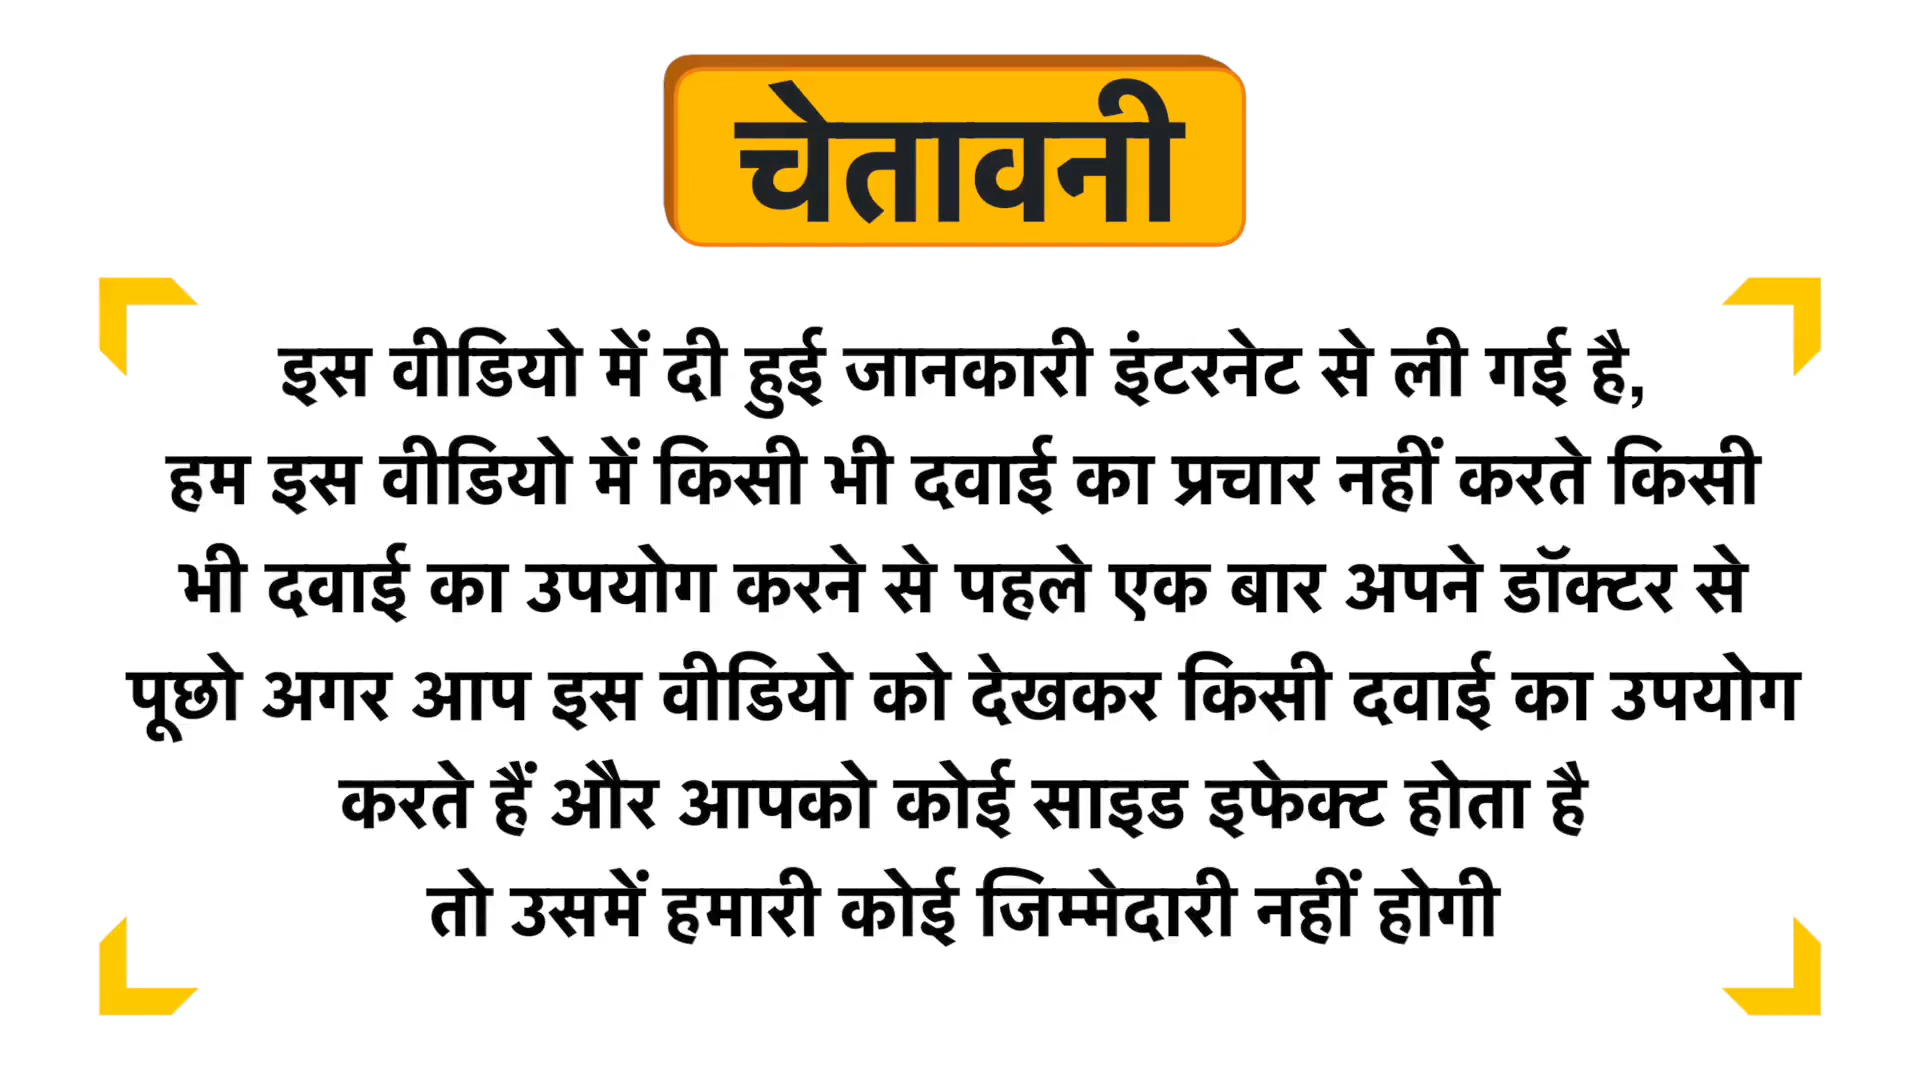 चेतावनी
इस वीडियो में दी हुई जानकारी इंटरनेट से ली गई है,
हम इस वीडियो में किसी भी दवाई का प्रचार नहीं करते किसी
भी दवाई का उपयोग करने से पहले एक बार अपने डॉक्टर से
पूछो अगर आप इस वीडियो को देखकर किसी दवाई का उपयोग
करते हैं और आपको कोई साइड इफेक्ट होता है
तो उसमें हमारी कोई जिम्मेदारी नहीं होगी